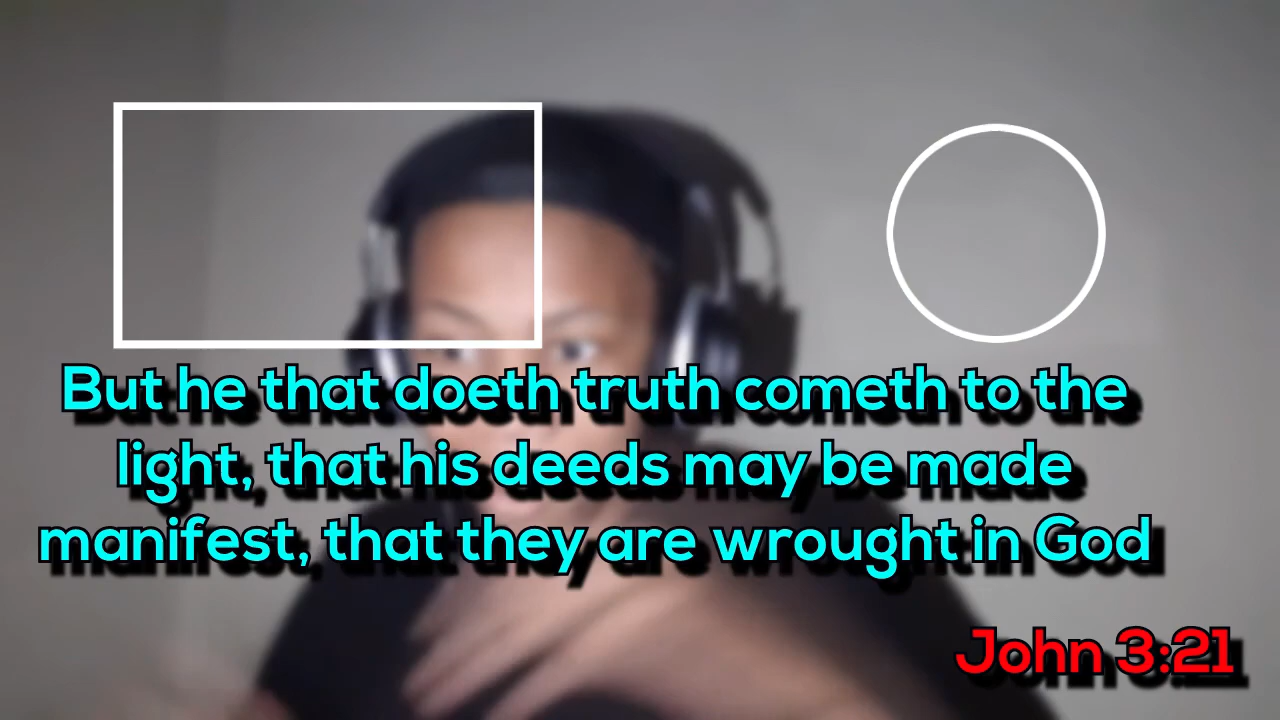 But he that doeth truth cometh to the
light, that his deeds may be made
manifest, that they are wrought in God
John 3:21